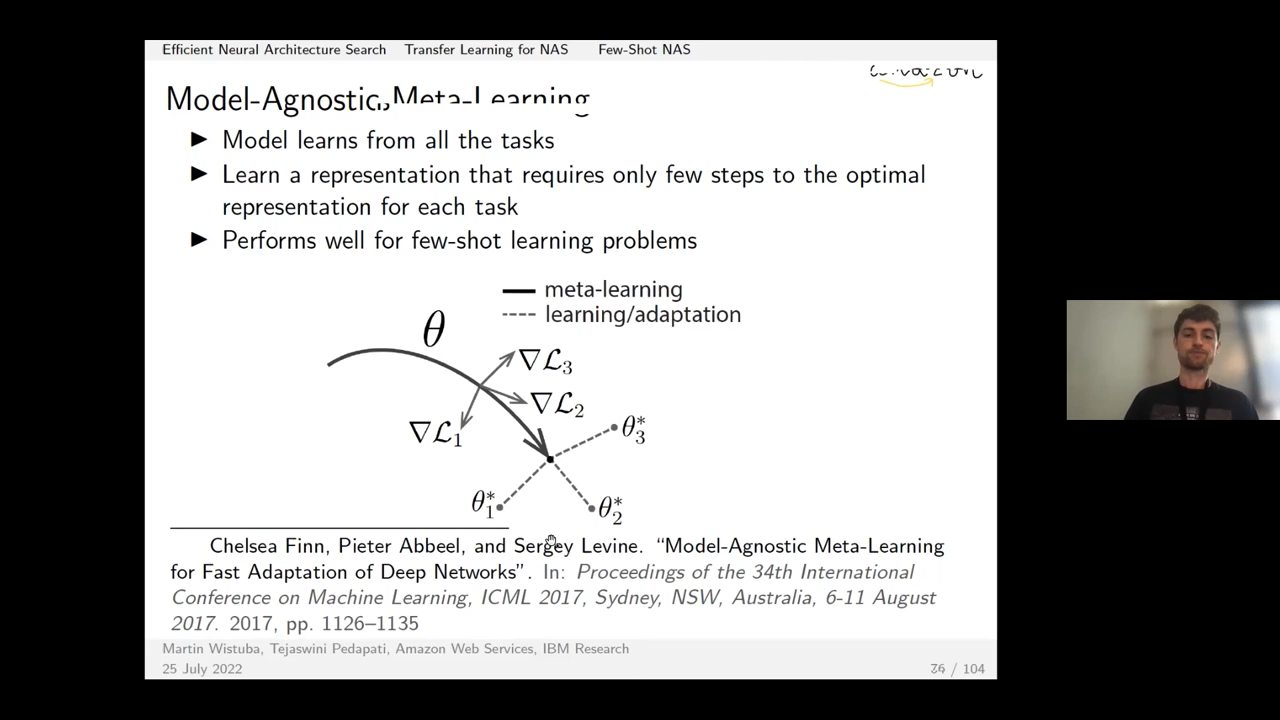 Efficient Neural Architecture Search Transfer Learning for NAS Few-Shot NAS
Model-Agnostic Meta-Learning
▶ Model learns from all the tasks
▶ Learn a representation that requires only few steps to the optimal
representation for each task
▶ Performs well for few-shot learning problems
meta-learning
learning/adaptation
θ
∇ℒ₃
∇ℒ₂
∇ℒ₁
θ₃*
θ₁*
θ₂*
Chelsea Finn, Pieter Abbeel, and Sergey Levine. “Model-Agnostic Meta-Learning
for Fast Adaptation of Deep Networks”. In: Proceedings of the 34th International
Conference on Machine Learning, ICML 2017, Sydney, NSW, Australia, 6-11 August
2017. 2017, pp. 1126–1135
Martin Wistuba, Tejaswini Pedapati, Amazon Web Services, IBM Research
25 July 2022
/ 104